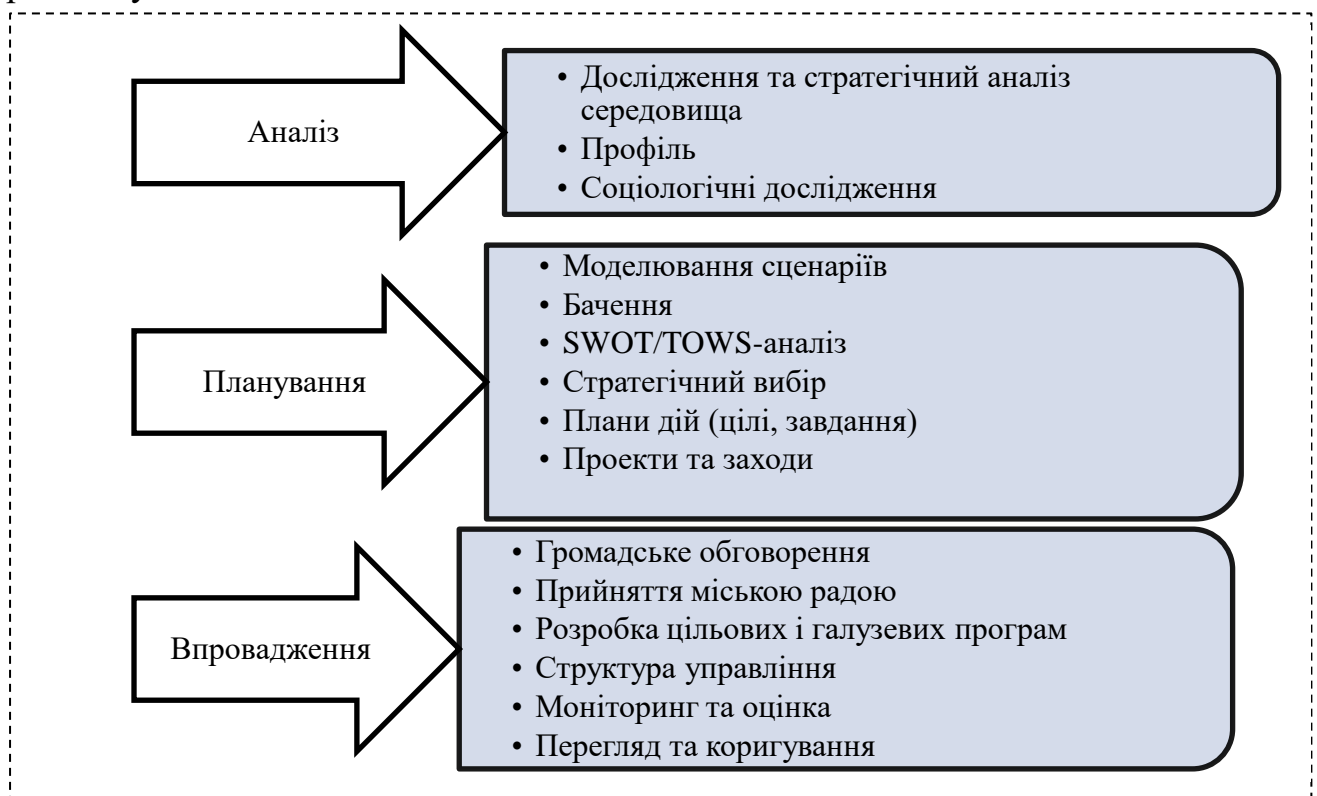 Аналіз
• Дослідження та стратегічний аналіз
середовища
• Профіль
• Соціологічні дослідження
Планування
• Моделювання сценаріїв
• Бачення
• SWOT/TOWS-аналіз
• Стратегічний вибір
• Плани дій (цілі, завдання)
• Проекти та заходи
Впровадження
• Громадське обговорення
• Прийняття міською радою
• Розробка цільових і галузевих програм
• Структура управління
• Моніторинг та оцінка
• Перегляд та коригування